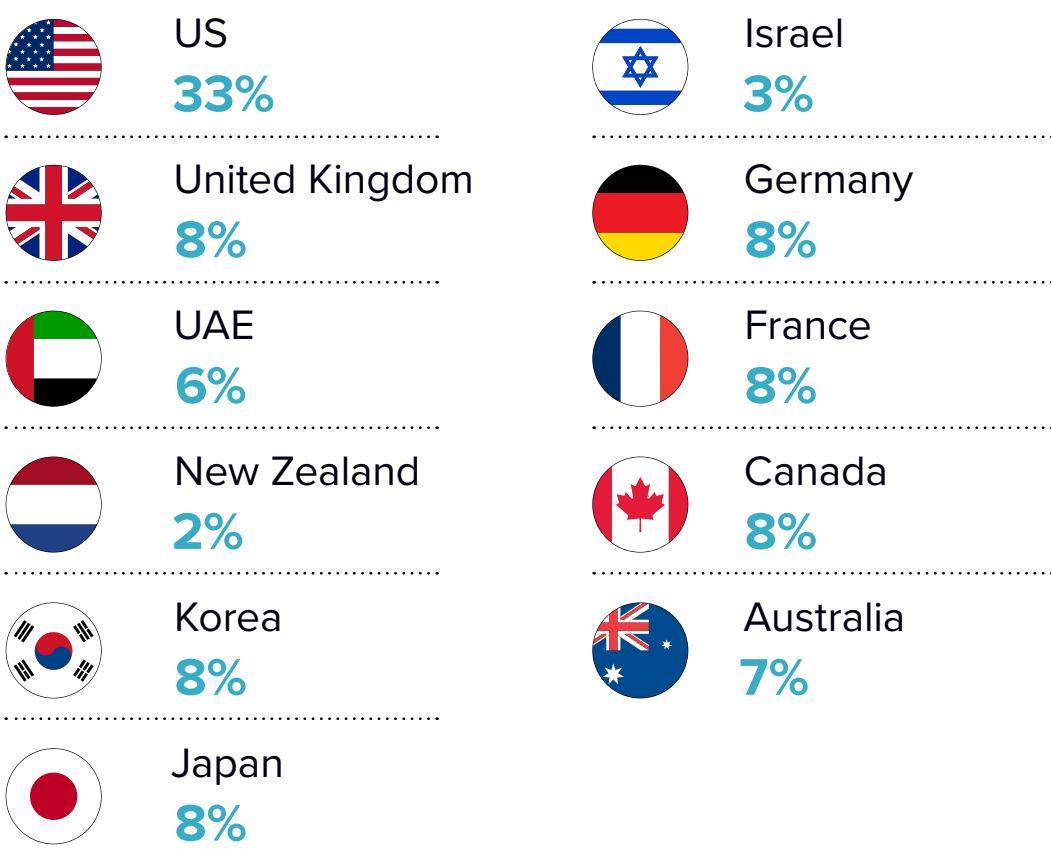 US
33%
United Kingdom
8%
UAE
6%
New Zealand
2%
Korea
8%
Japan
8%
Israel
3%
Germany
8%
France
8%
Canada
8%
Australia
7%